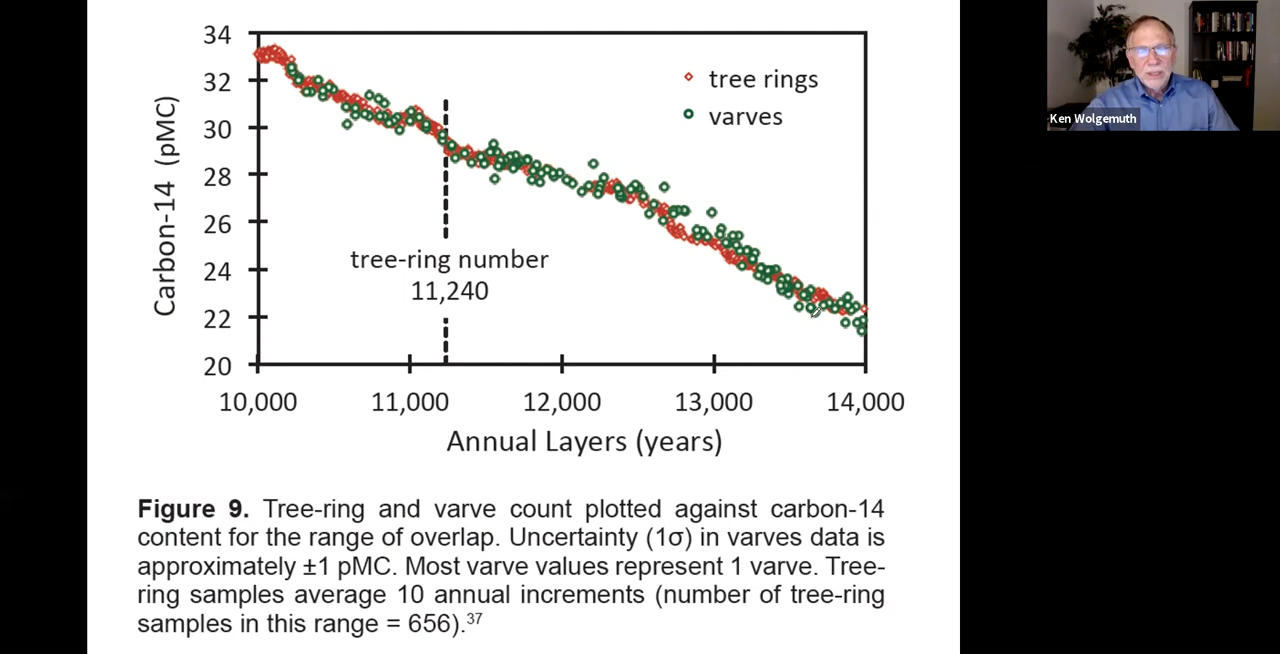 34
32
30
28
26
24
22
20
Carbon-14 (pMC)
tree rings
varves
tree-ring number
11,240
10,000 11,000 12,000 13,000 14,000
Annual Layers (years)
Figure 9. Tree-ring and varve count plotted against carbon-14
content for the range of overlap. Uncertainty (1σ) in varves data is
approximately ±1 pMC. Most varve values represent 1 varve. Tree-
ring samples average 10 annual increments (number of tree-ring
samples in this range = 656).³⁷
Ken Wolgemuth